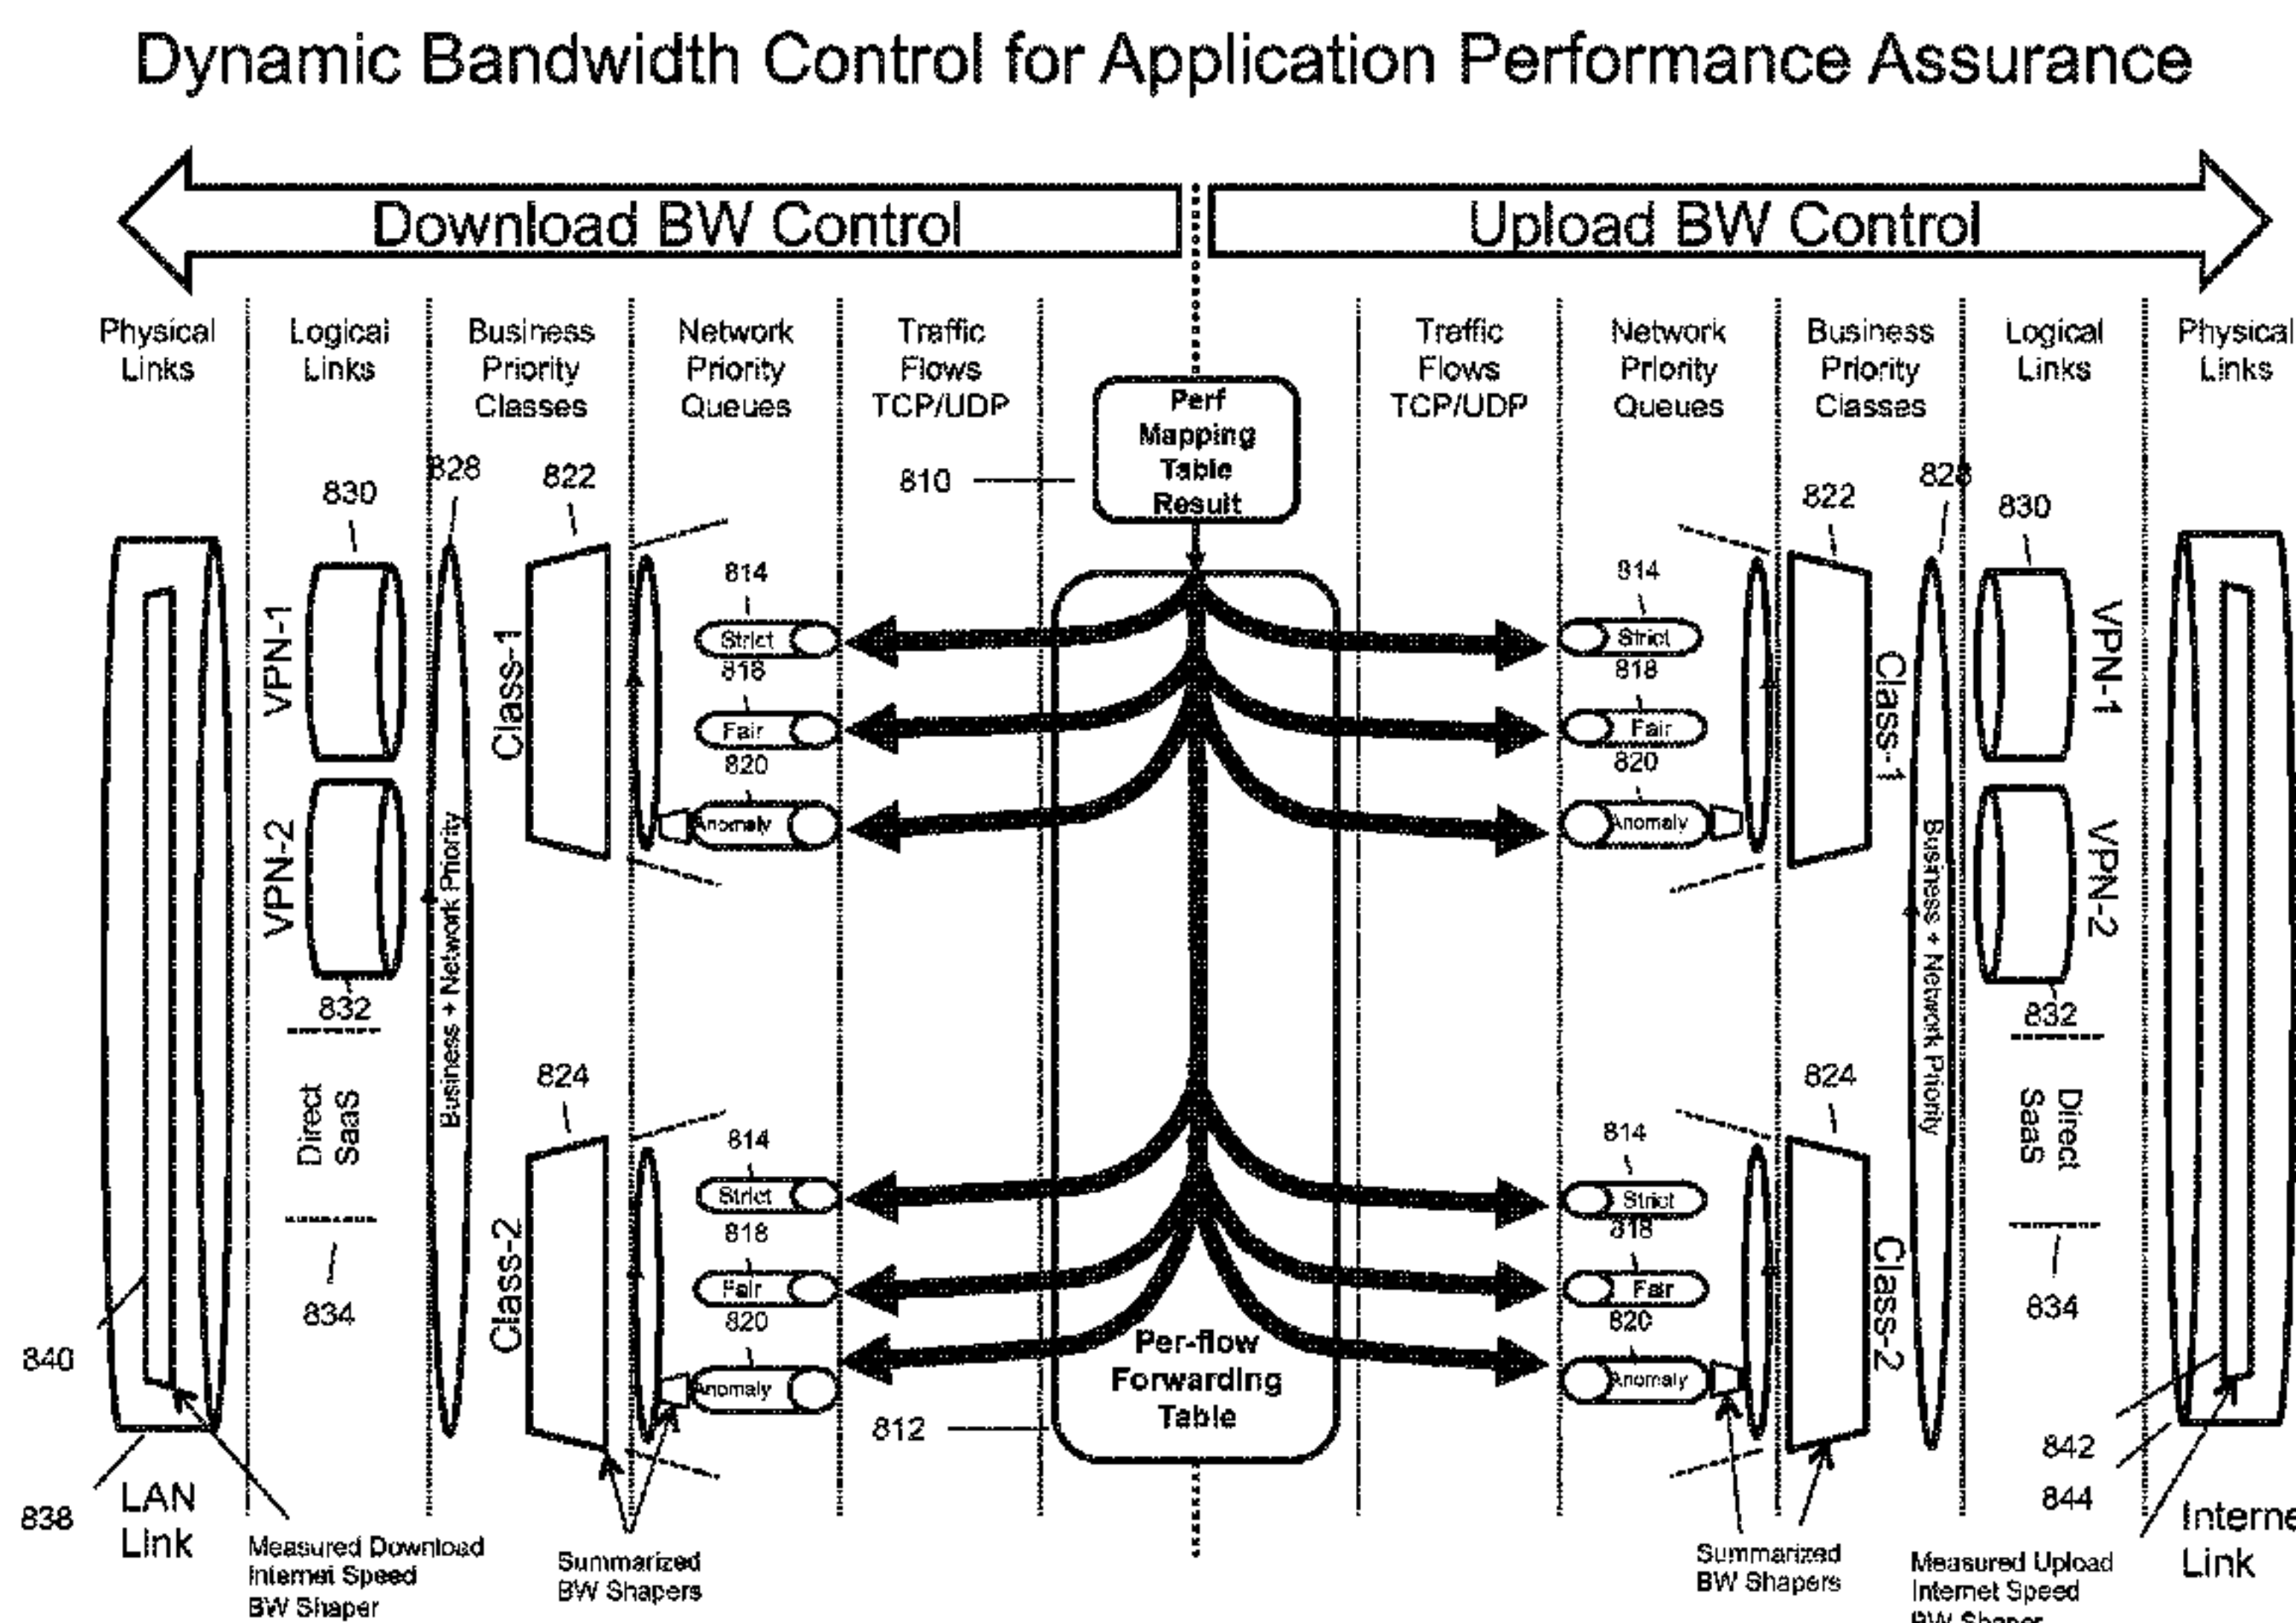 Dynamic Bandwidth Control for Application Performance Assurance
Download BW Control
Upload BW Control
Physical
Links
Logical
Links
Business
Priority
Classes
Network
Priority
Queues
Traffic
Flows
TCP/UDP
Perf
Mapping
Table
Result
Traffic
Flows
TCP/UDP
Network
Priority
Queues
Business
Priority
Classes
Logical
Links
Physical
Links
828
822
830
810
822
828
830
VPN-1
Class-1
814
Strict
818
Fair
820
Anomaly
814
Strict
818
Fair
820
Anomaly
Class-1
VPN-1
VPN-2
832
Business + Network Priority
Business + Network Priority
VPN-2
832
Direct
SaaS
834
824
Class-2
814
Strict
818
Fair
820
Anomaly
Per-flow
Forwarding
Table
812
814
Strict
818
Fair
820
Anomaly
824
Class-2
Direct
SaaS
834
840
838
LAN
Link
Measured Download
Internet Speed
BW Shaper
Summarized
BW Shapers
Summarized
BW Shapers
842
844
Measured Upload
Internet Speed
BW Shaper
Interne
Link